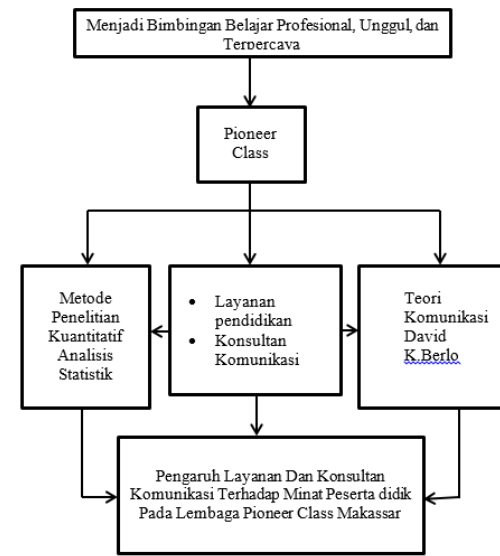 Menjadi Bimbingan Belajar Profesional, Unggul, dan
Terpercaya
Pioneer
Class
Metode
Penelitian
Kuantitatif
Analisis
Statistik
• Layanan
pendidikan
• Konsultan
Komunikasi
Teori
Komunikasi
David
K.Berlo
Pengaruh Layanan Dan Konsultan
Komunikasi Terhadap Minat Peserta didik
Pada Lembaga Pioneer Class Makassar